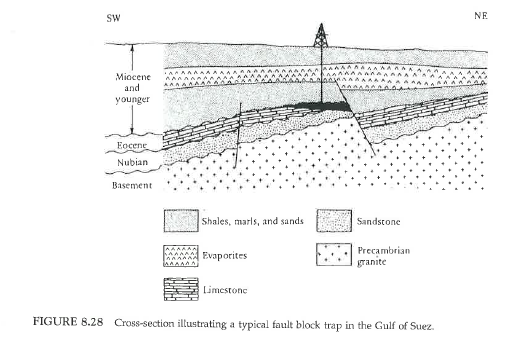 SW
NE
Miocene
and
younger
Eocene
Nubian
Basement
Shales, marls, and sands
Sandstone
Evaporites
Precambrian
granite
Limestone
FIGURE 8.28 Cross-section illustrating a typical fault block trap in the Gulf of Suez.